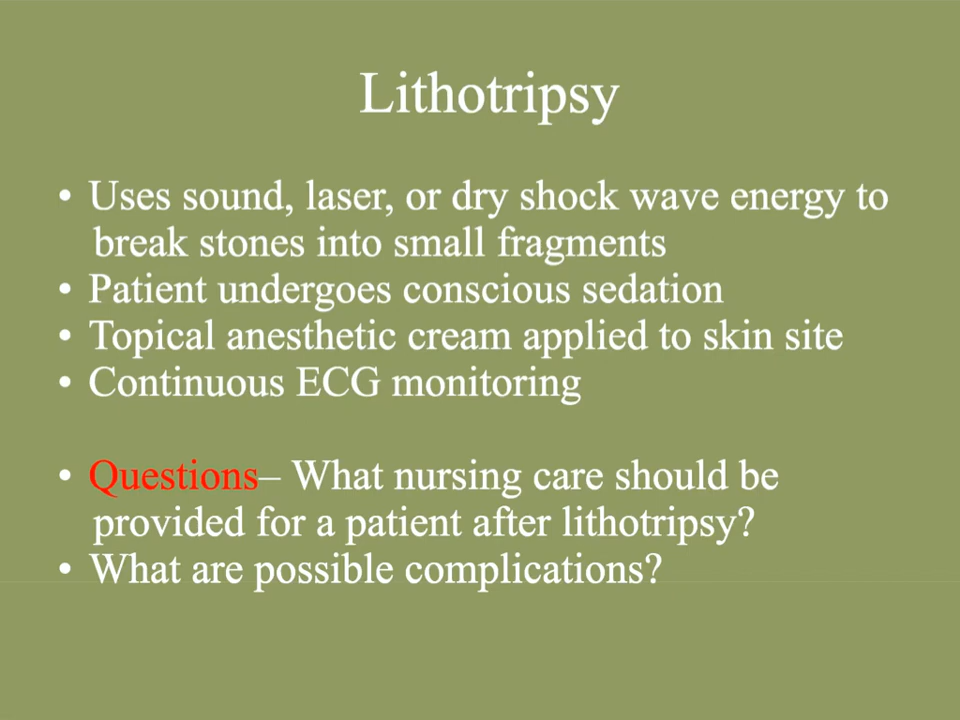 Lithotripsy
• Uses sound, laser, or dry shock wave energy to
break stones into small fragments
• Patient undergoes conscious sedation
• Topical anesthetic cream applied to skin site
• Continuous ECG monitoring
• Questions– What nursing care should be
provided for a patient after lithotripsy?
• What are possible complications?